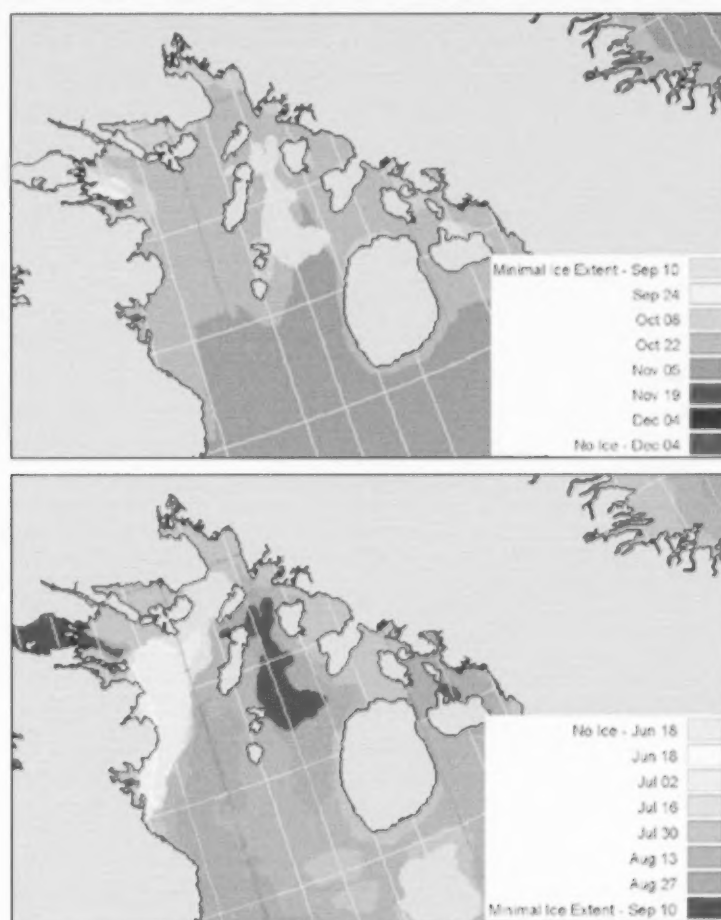 Minimal Ice Extent - Sep 10
Sep 24
Oct 08
Oct 22
Nov 05
Nov 19
Dec 04
No Ice - Dec 04
No Ice - Jun 18
Jun 18
Jul 02
Jul 16
Jul 30
Aug 13
Aug 27
Minimal Ice Extent - Sep 10